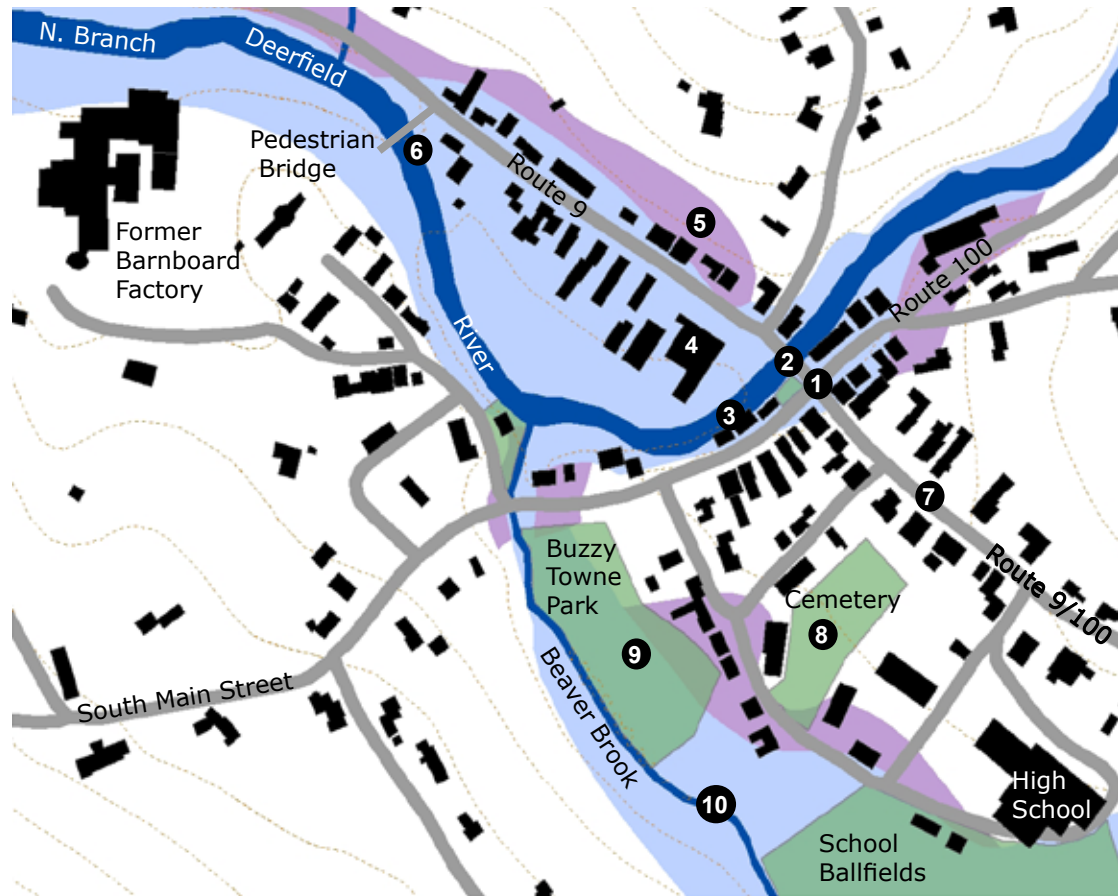 N. Branch
Deerfield
Pedestrian
Bridge
6
Route 9
5
Former
Barnboard
Factory
River
4
Route 100
2
1
3
7
Route 9/100
Buzzy
Towne
Park
Cemetery
8
9
Beaver Brook
South Main Street
10
High
School
School
Ballfields